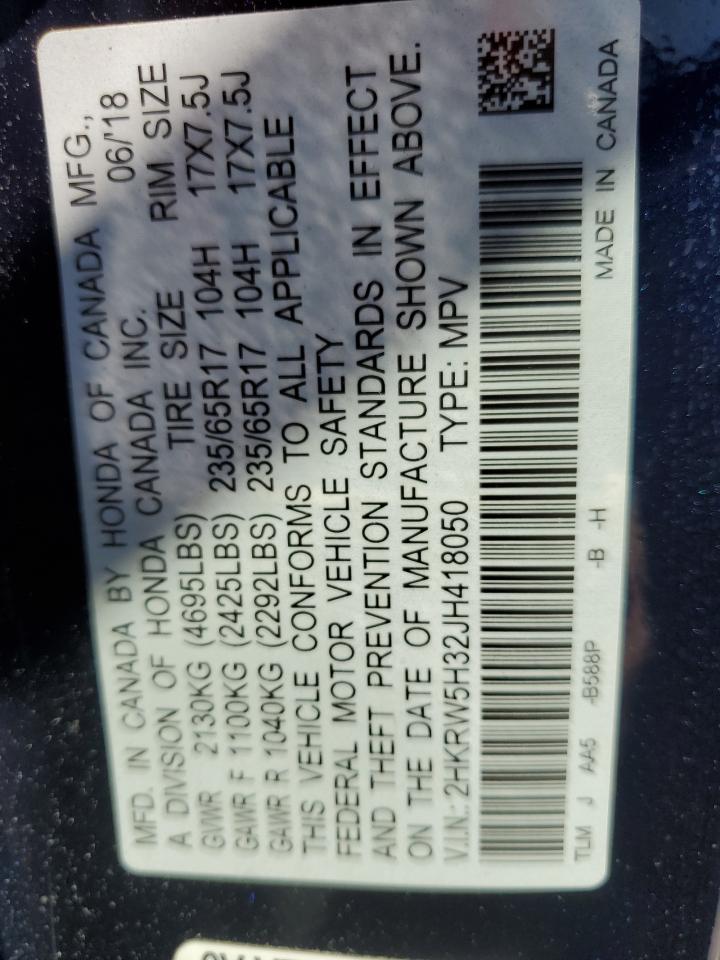 MFD. IN CANADA BY HONDA OF CANADA MFG.,
A DIVISION OF HONDA CANADA INC. 06/'18
TIRE SIZE RIM SIZE
GVWR 2130KG (4695LBS)
GAWR F 1100KG (2425LBS) 235/65R17 104H 17X7.5J
GAWR R 1040KG (2292LBS) 235/65R17 104H 17X7.5J
THIS VEHICLE CONFORMS TO ALL APPLICABLE
FEDERAL MOTOR VEHICLE SAFETY
AND THEFT PREVENTION STANDARDS IN EFFECT
ON THE DATE OF MANUFACTURE SHOWN ABOVE.
V.I.N.: 2HKRW5H32JH418050 TYPE: MPV
TLM J AA5 -B588P -B -H MADE IN CANADA